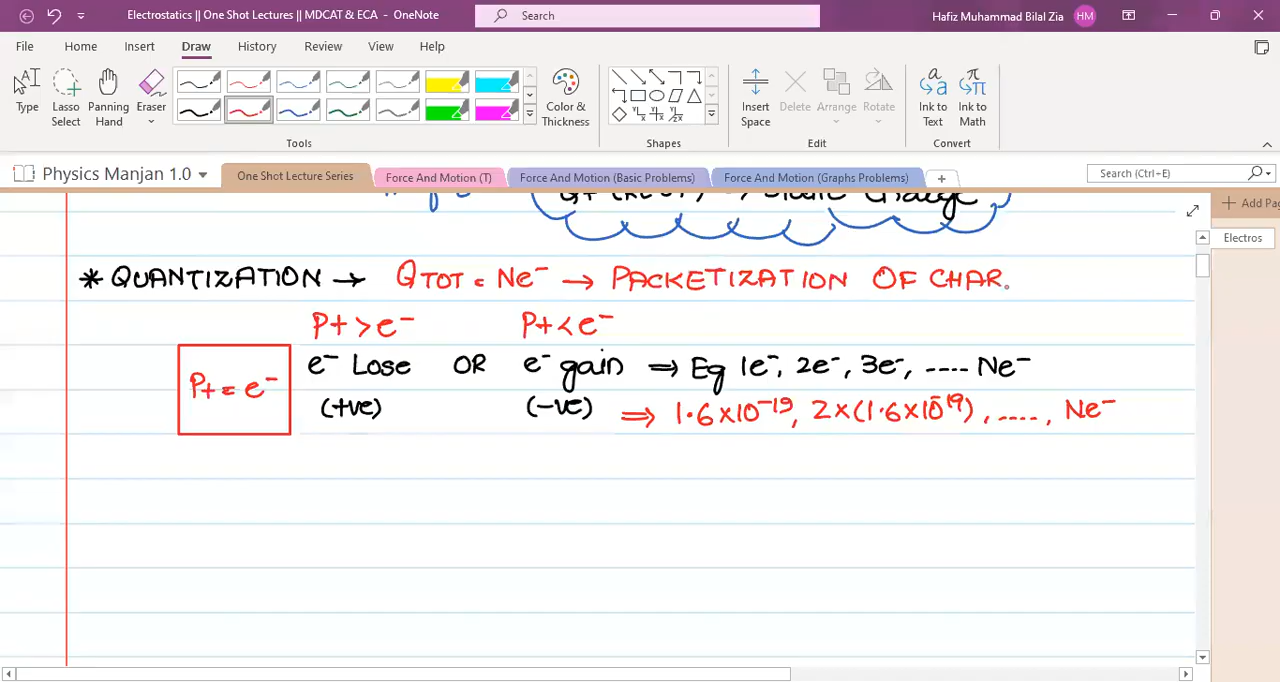 Electrostatics || One Shot Lectures || MDCAT & ECA - OneNote
Search
Hafiz Muhammad Bilal Zia HM
File Home Insert Draw History Review View Help
Type Lasso Select Panning Hand Eraser Color & Thickness Insert Space Delete Arrange Rotate Ink to Text Ink to Math
Tools Shapes Edit Convert
Physics Manjan 1.0 One Shot Lecture Series Force And Motion (T) Force And Motion (Basic Problems) Force And Motion (Graphs Problems) + Search (Ctrl+E)
Add Pag
Electros
* QUANTIZATION → QTOT = Ne⁻ → PACKETIZATION OF CHAR
P+ > e⁻ P+ < e⁻
P+ = e⁻
e⁻ Lose OR e⁻ gain ⇒ Eg 1e⁻, 2e⁻, 3e⁻, .... Ne⁻
(+ve) (-ve) ⇒ 1.6×10⁻¹⁹, 2×(1.6×10⁻¹⁹), ...., Ne⁻